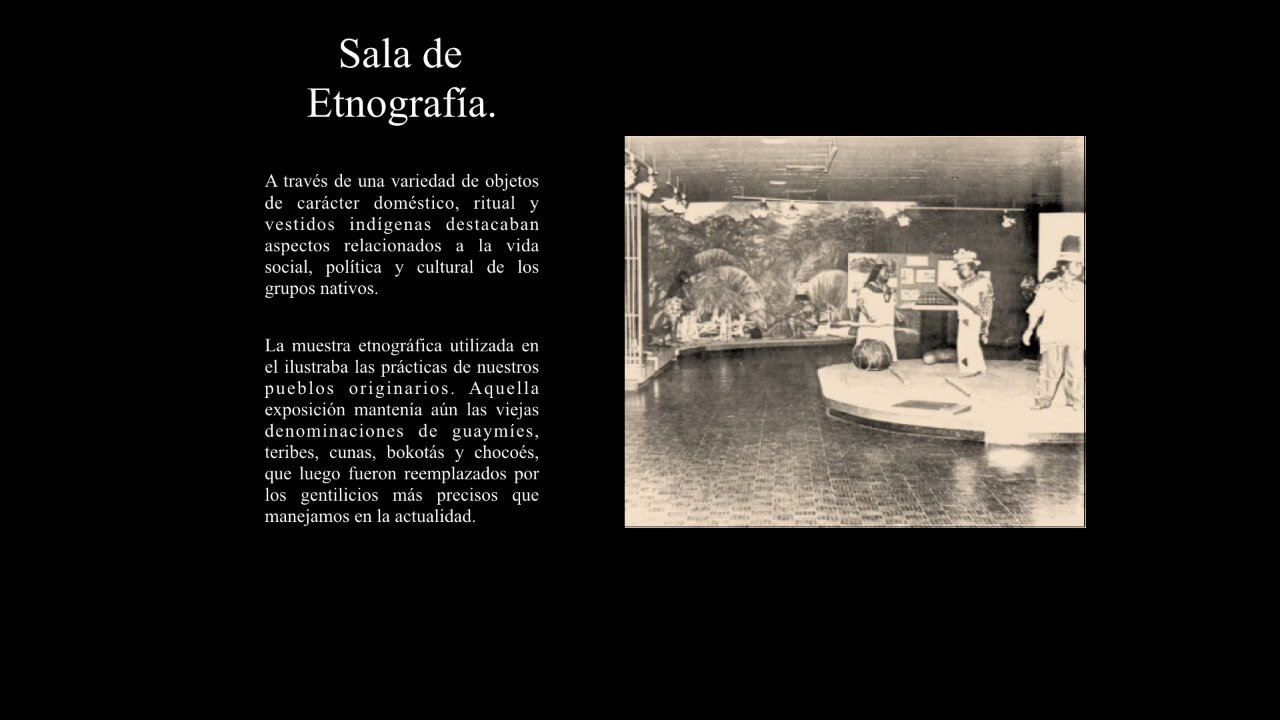 Sala de
Etnografía.
A través de una variedad de objetos
de carácter doméstico, ritual y
vestidos indígenas destacaban
aspectos relacionados a la vida
social, política y cultural de los
grupos nativos.
La muestra etnográfica utilizada en
el ilustraba las prácticas de nuestros
pueblos originarios. Aquella
exposición mantenía aún las viejas
denominaciones de guaymíes,
teribes, cunas, bokotás y chocoés,
que luego fueron reemplazados por
los gentilicios más precisos que
manejamos en la actualidad.